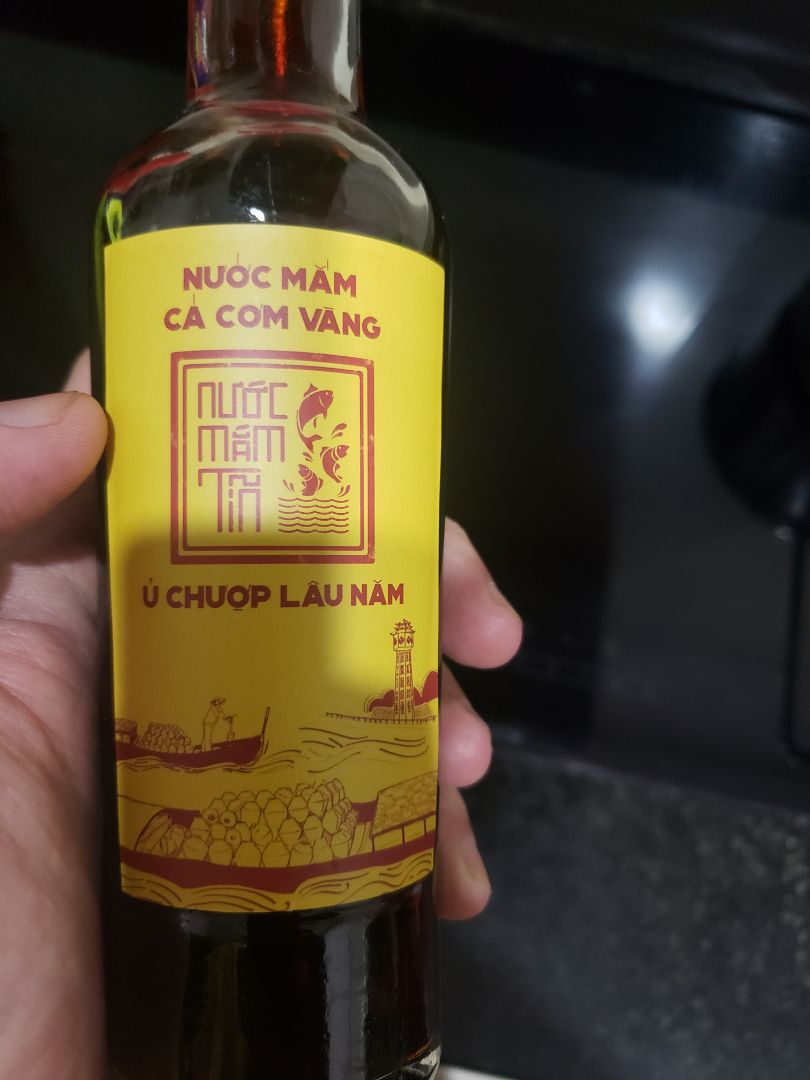 NƯỚC MẮM
CÁ CƠM VÀNG
NƯỚC
MẮM
TĨN
Ủ CHƯỢP LÂU NĂM